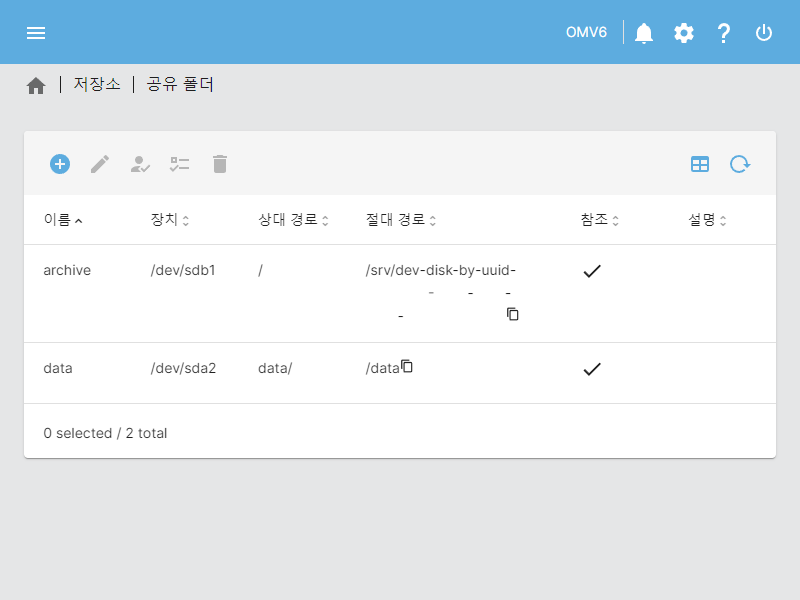 OMV6
저장소 | 공유 폴더
이름 장치 상대 경로 절대 경로 참조 설명
archive /dev/sdb1 / /srv/dev-disk-by-uuid-
- - -
-
data /dev/sda2 data/ /data
0 selected / 2 total